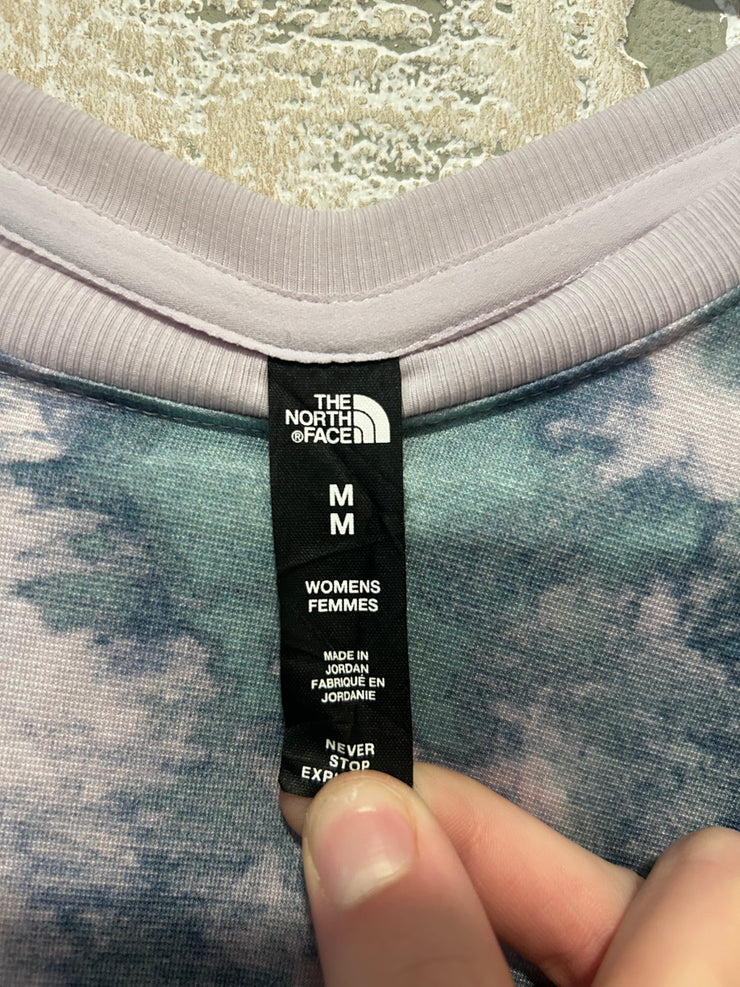 THE
NORTH
®FACE
M
M
WOMENS
FEMMES
MADE IN
JORDAN
FABRIQUÉ EN
JORDANIE
NEVER
STOP